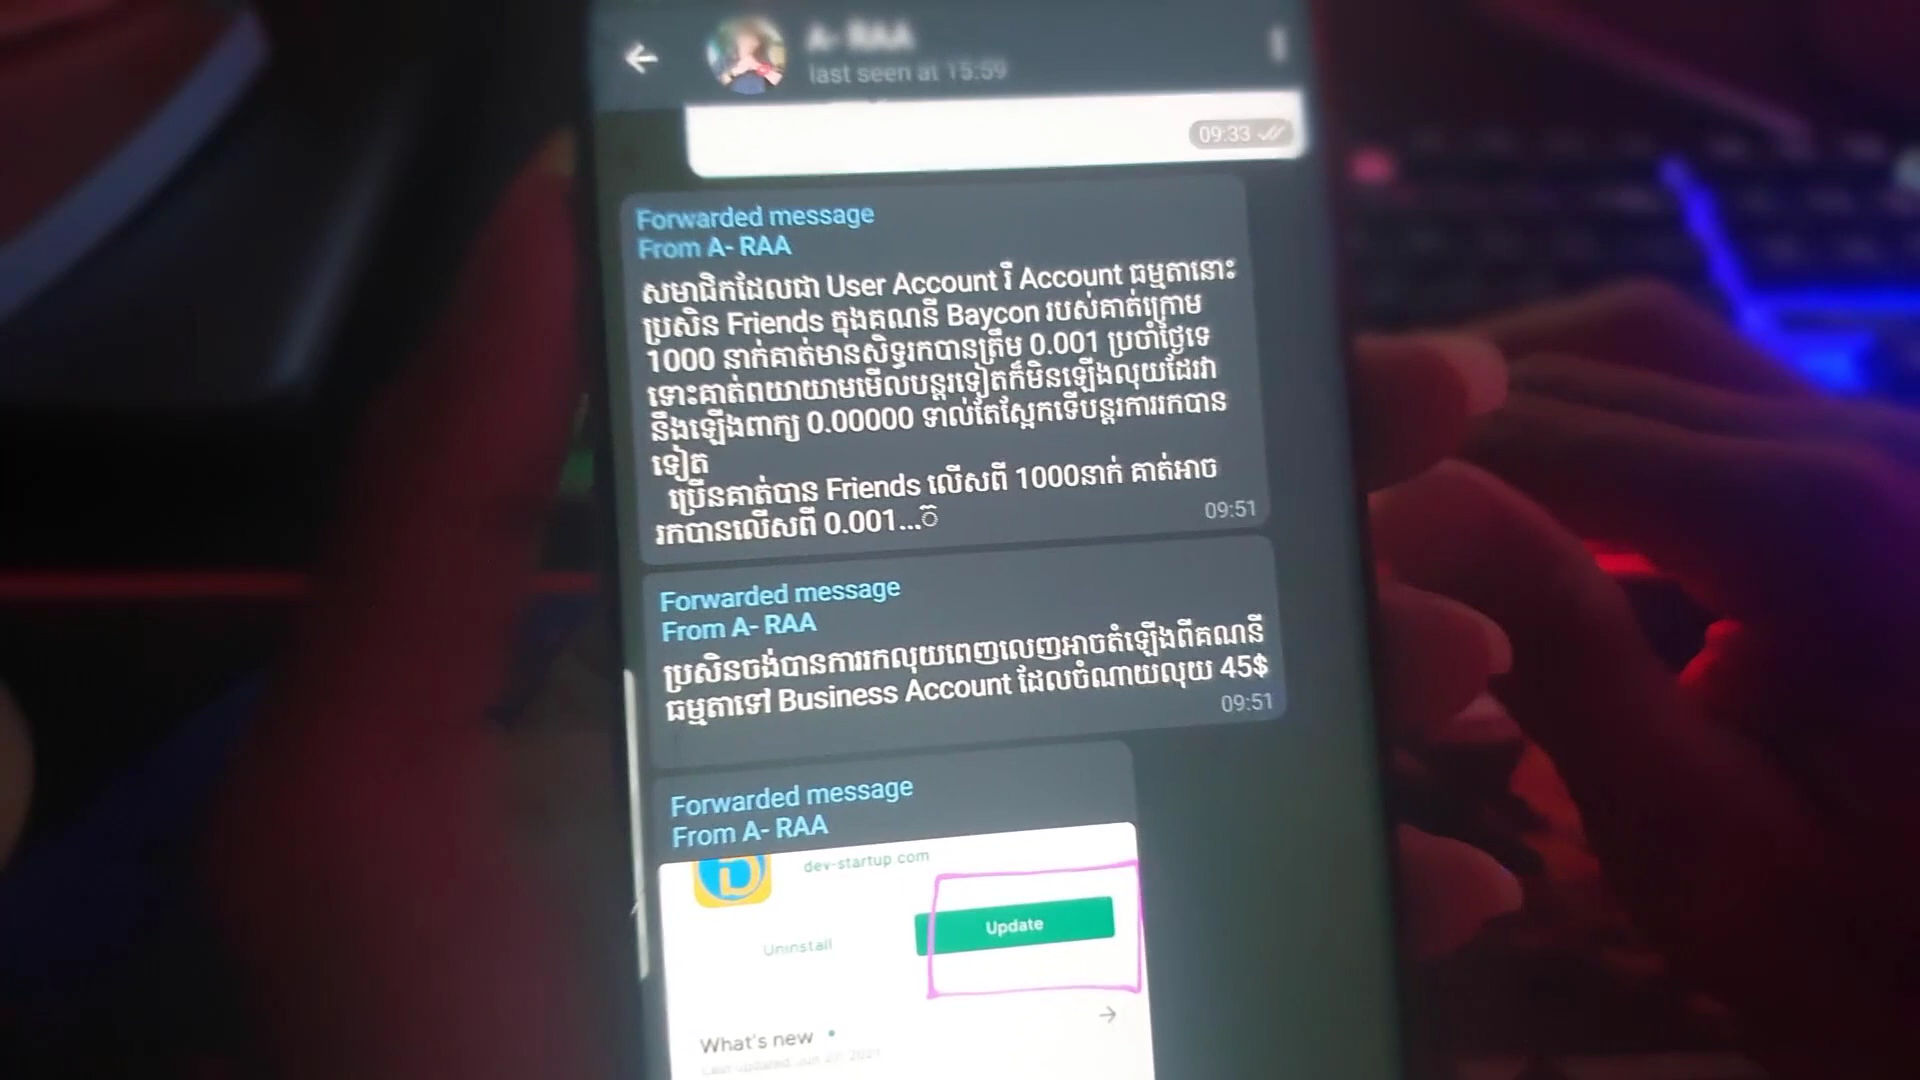 A- RAA
last seen at 15:59
09:33
Forwarded message
From A- RAA
សមាជិកដែលជា User Account រឺ Account ធម្មតានោះ
ប្រសិន Friends ក្នុងគណនី Baycon របស់គាត់ក្រោម
1000 នាក់គាត់មានសិទ្ធរកបានត្រឹម 0.001 ប្រចាំថ្ងៃទេ
ទោះគាត់ពយាយាមមើលបន្តរទៀតក៏មិនឡើងលុយដែរវា
នឹងឡើងពាក្យ 0.00000 ទាល់តែស្អែកទើបន្តរការរកបាន
ទៀត
ប្រើនគាត់បាន Friends លើសពី 1000នាក់ គាត់អាច
រកបានលើសពី 0.001...៊
09:51
Forwarded message
From A- RAA
ប្រសិនចង់បានការរកលុយពេញលេញអាចតំឡើងពីគណនី
ធម្មតាទៅ Business Account ដែលចំណាយលុយ 45$
09:51
Forwarded message
From A- RAA
dev-startup.com
Update
Uninstall
What's new